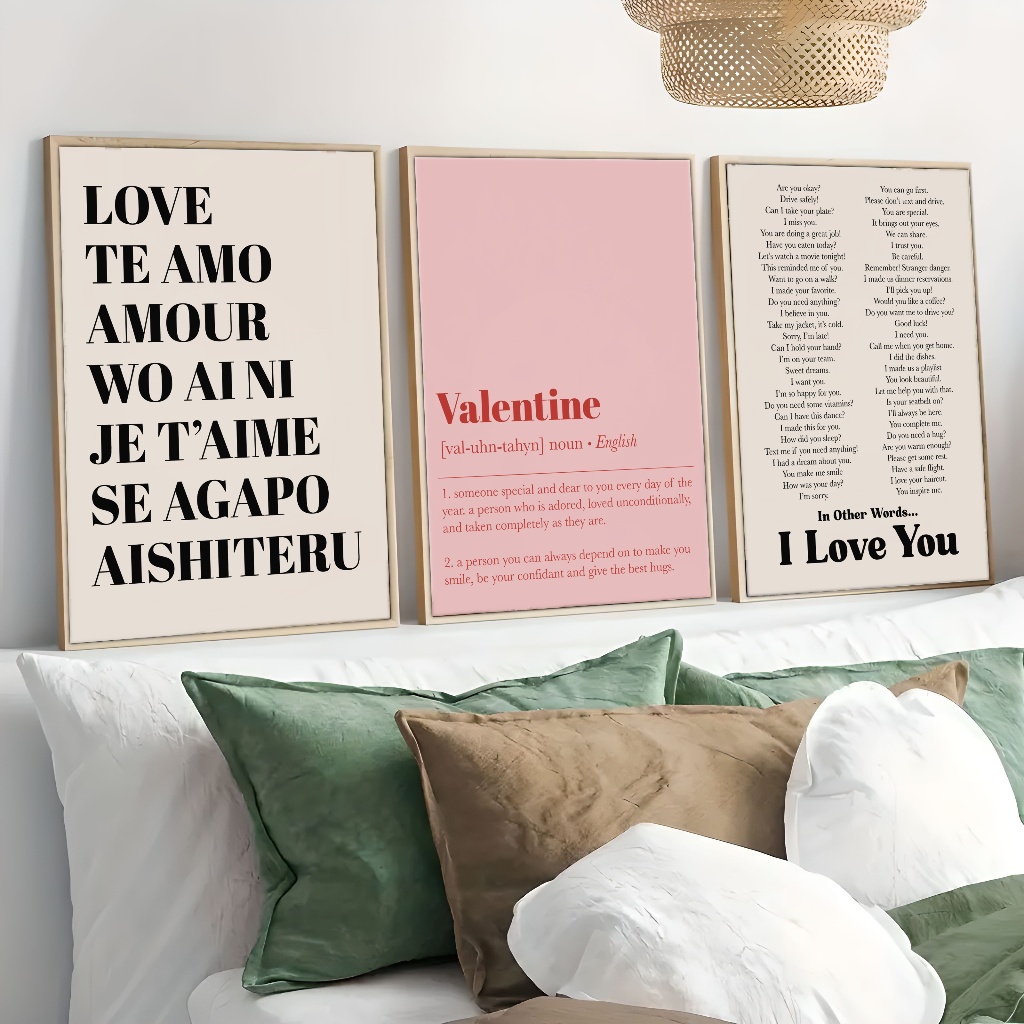 LOVE
TE AMO
AMOUR
WO AI NI
JE T’AIME
SE AGAPO
AISHITERU
Valentine
[val-uhn-tahyn] noun • English
1. someone special and dear to you every day of the
year. a person who is adored, loved unconditionally,
and taken completely as they are.
2. a person you can always depend on to make you
smile, be your confidant and give the best hugs.
Are you okay?
Drive safely!
Can I take your plate?
I miss you.
You are doing a great job!
Have you eaten today?
Let's watch a movie tonight!
This reminded me of you.
Want to go on a walk?
I made your favorite.
Do you need anything?
I believe in you.
Take my jacket, it's cold.
Sorry, I'm late!
Can I hold your hand?
I'm on your team.
Sweet dreams.
I want you.
I'm so happy for you.
Do you need some vitamins?
Can I have this dance?
I made this for you.
How did you sleep?
Text me if you need anything!
I had a dream about you.
You make me smile
How was your day?
I'm sorry.
You can go first.
Please don't text and drive.
You are special.
It brings out your eyes.
We can share.
I trust you.
Be careful.
Remember! Stranger danger.
I made us dinner reservations.
I'll pick you up!
Would you like a coffee?
Do you want me to drive you?
Good luck!
I need you.
Call me when you get home.
I did the dishes.
I made us a playlist
You look beautiful.
Let me help you with that.
Is your seatbelt on?
I'll always be here.
You complete me.
Do you need a hug?
Are you warm enough?
Please get some rest.
Have a safe flight.
I love your haircut.
You inspire me.
In Other Words...
I Love You